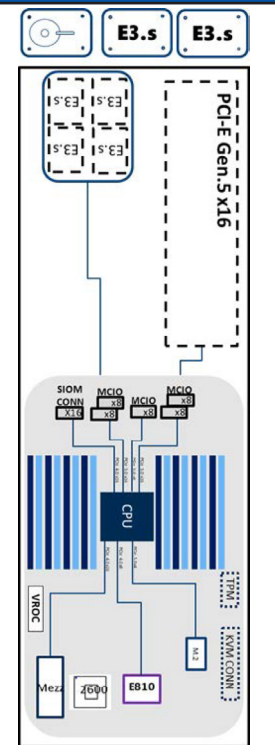 E3.s
E3.s
E3.s
E3.s
E3.s
E3.s
PCI-E Gen.5 x16
SIOM
CONN
X16
MCIO
x8
x8
MCIO
x8
MCIO
x8
x8
CPU
TPM
VROC
KVM CONN
Mezz
2600
E810
M.2